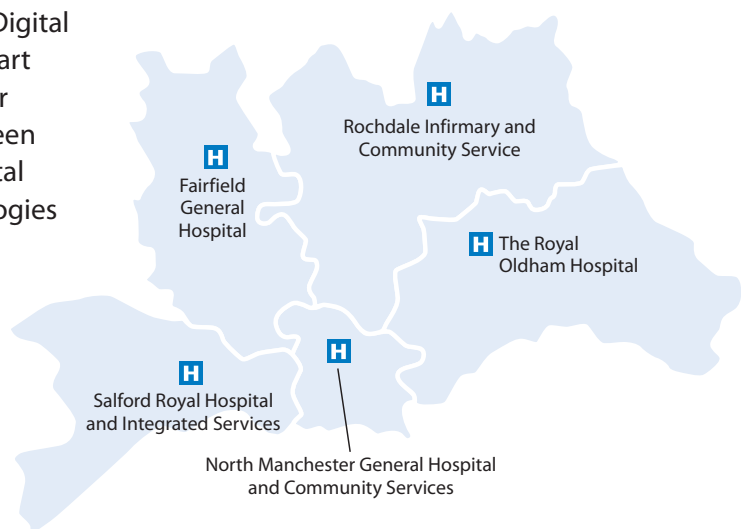 Digital
art
r
een
tal
ogies
H
Rochdale Infirmary and
Community Service
H
Fairfield
General
Hospital
H The Royal
Oldham Hospital
H
H
Salford Royal Hospital
and Integrated Services
North Manchester General Hospital
and Community Services